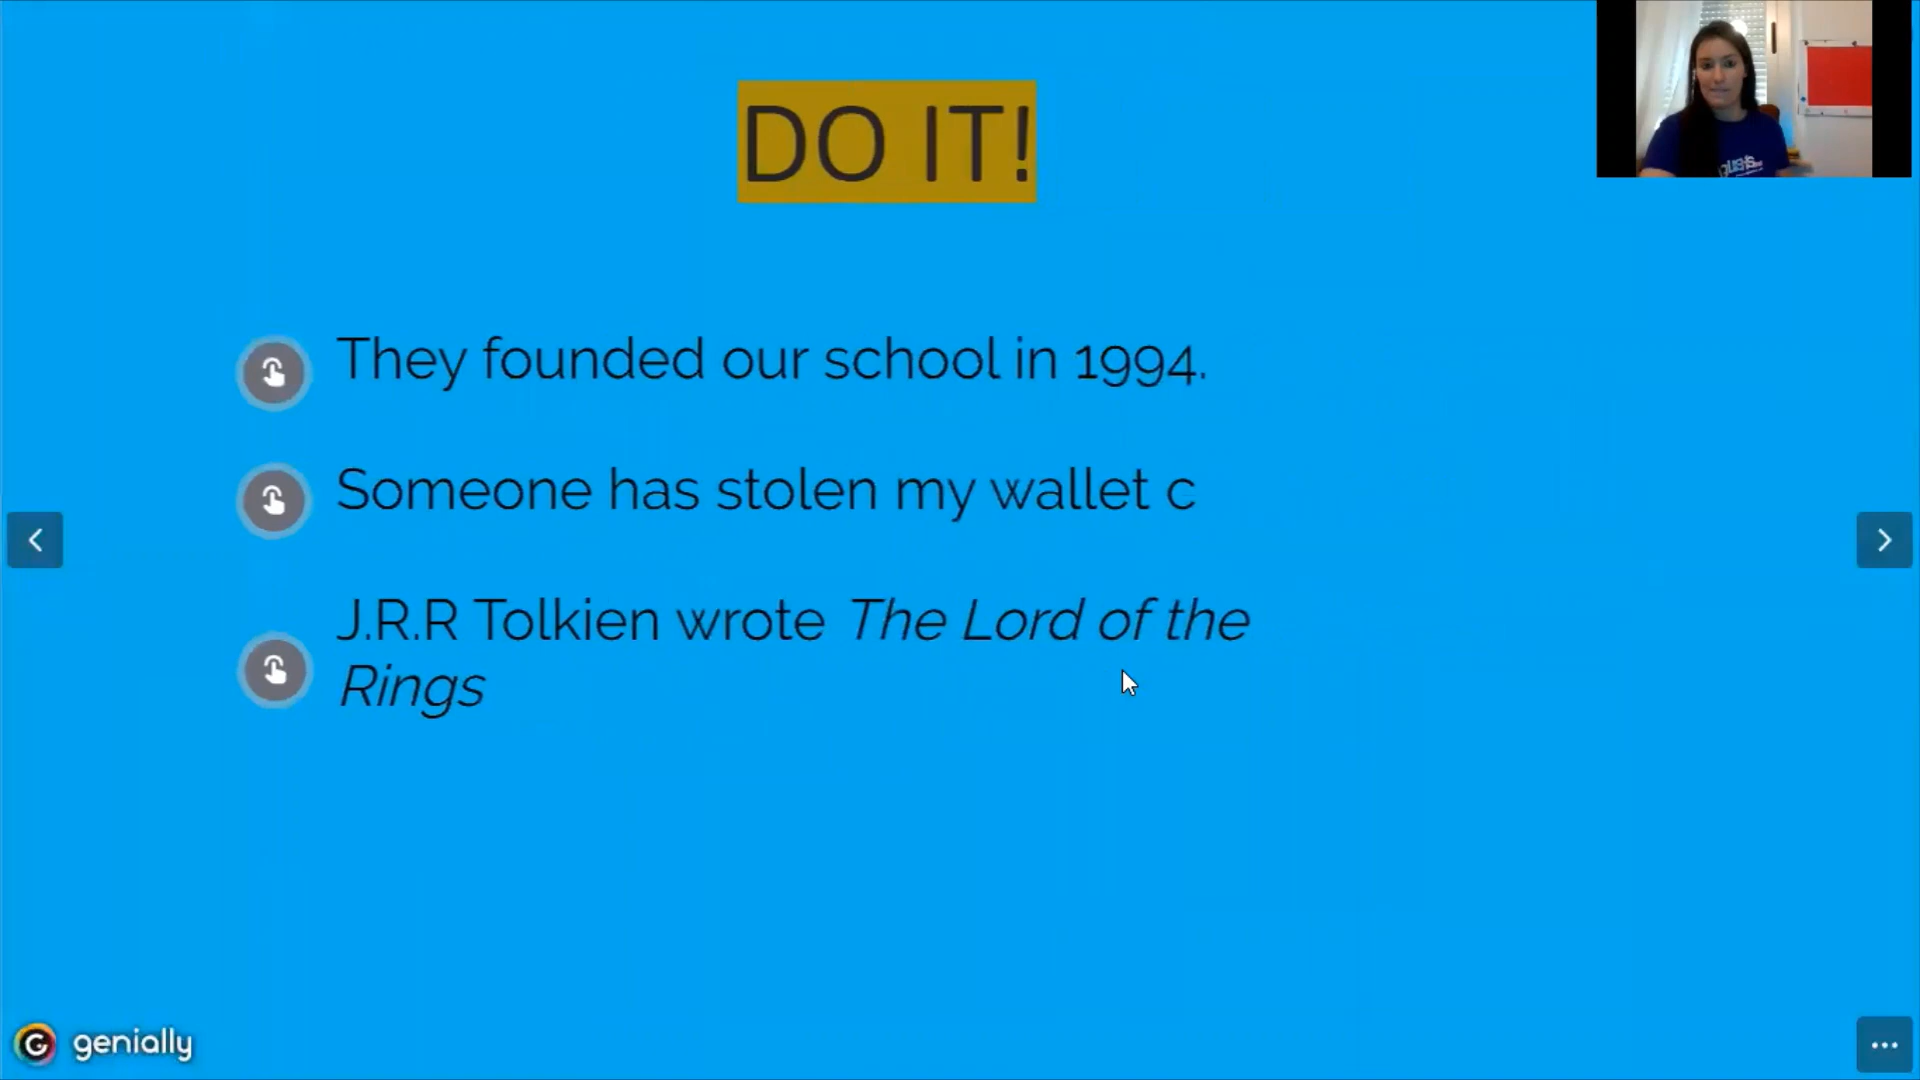 DO IT!
They founded our school in 1994.
Someone has stolen my wallet c
J.R.R Tolkien wrote The Lord of the
Rings
genially